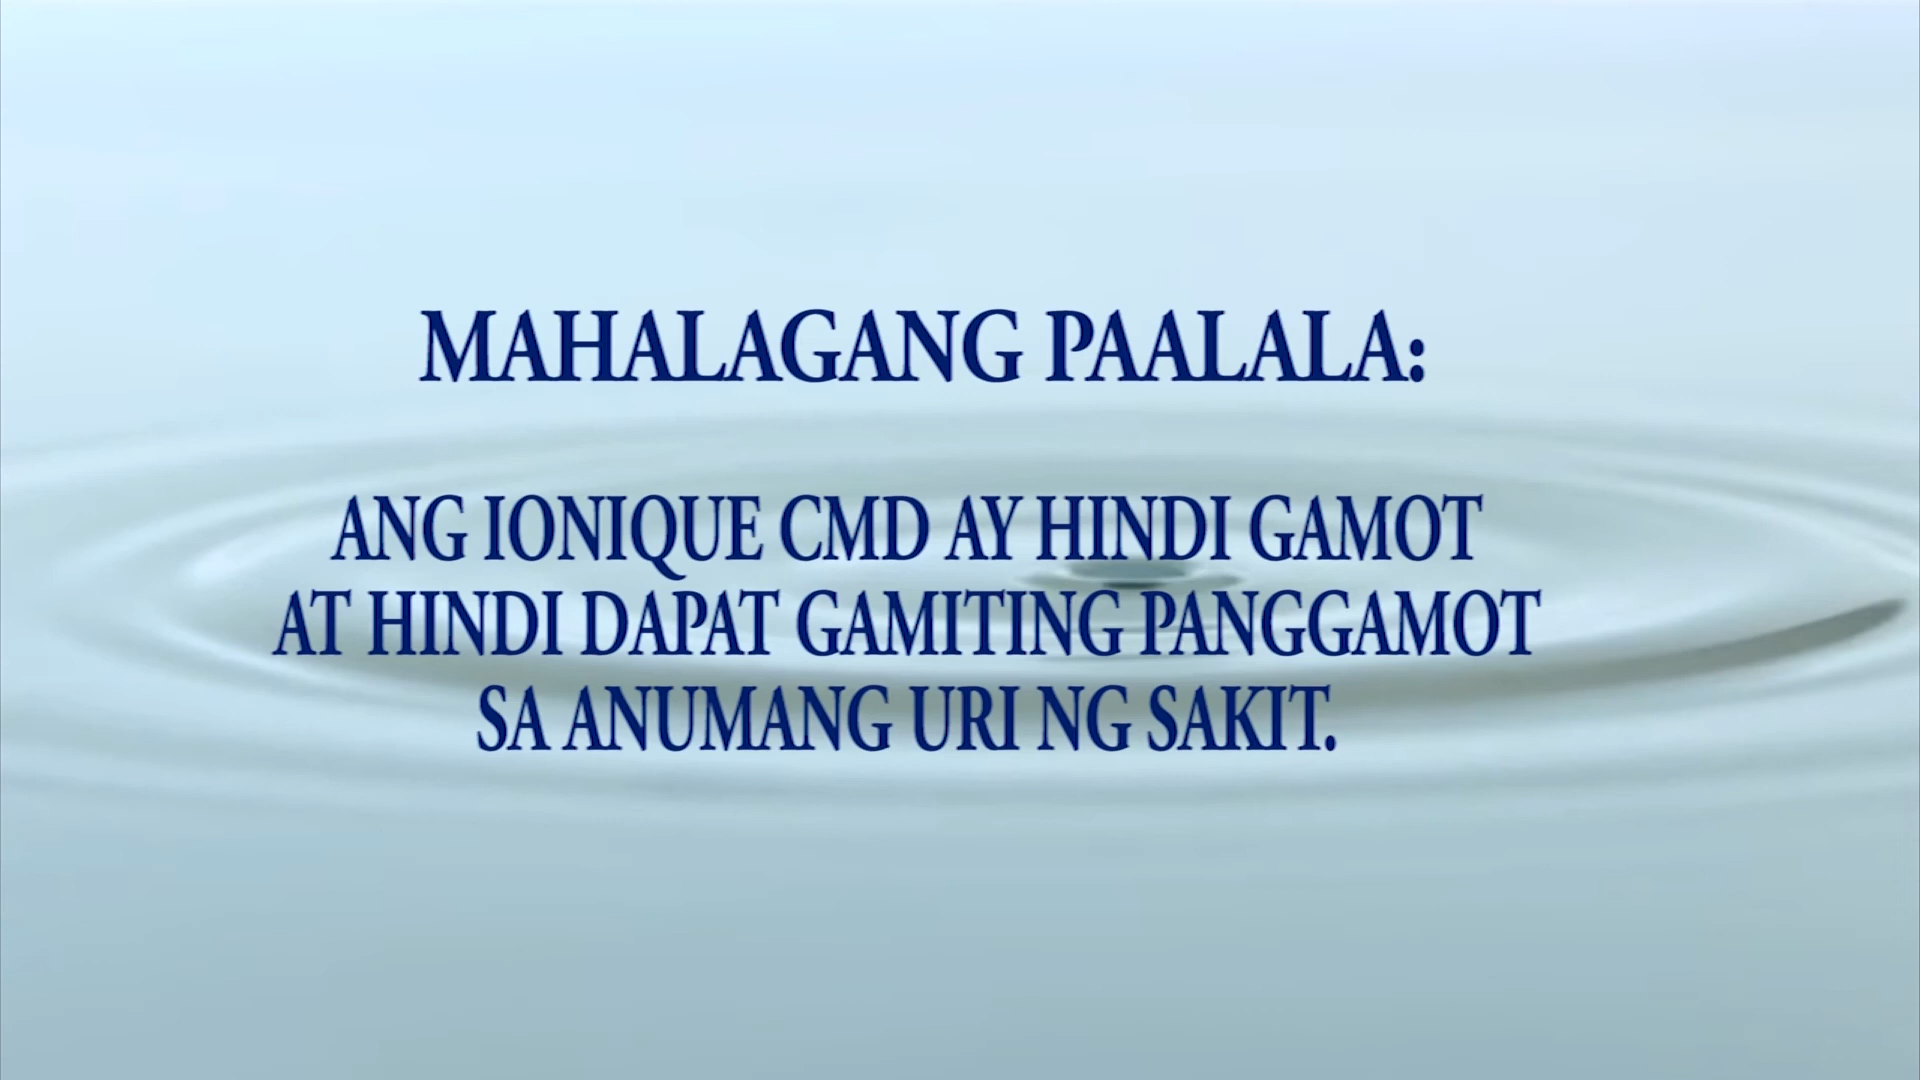 MAHALAGANG PAALALA:
ANG IONIQUE CMD AY HINDI GAMOT
AT HINDI DAPAT GAMITING PANGGAMOT
SA ANUMANG URI NG SAKIT.